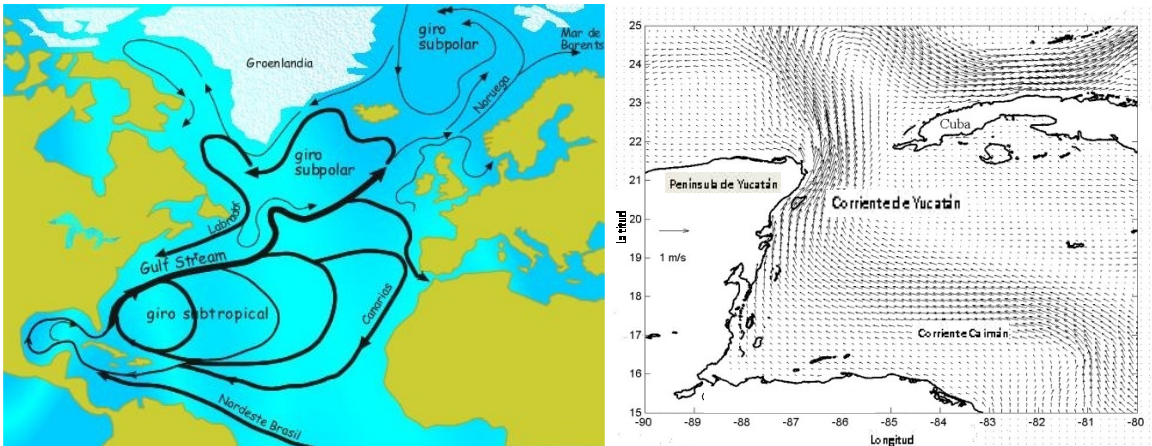 giro
subpolar
Mar de
Barents
Groenlandia
Noruega
giro
subpolar
Labrador
Gulf Stream
giro subtropical
Canarias
Nordeste Brasil
25
24
23
22
21
20
19
18
17
16
15
Latitud
Cuba
Península de Yucatán
Corriente de Yucatán
1 m/s
Corriente Caimán
-90
-89
-88
-87
-86
-85
-84
-83
-82
-81
-80
Longitud